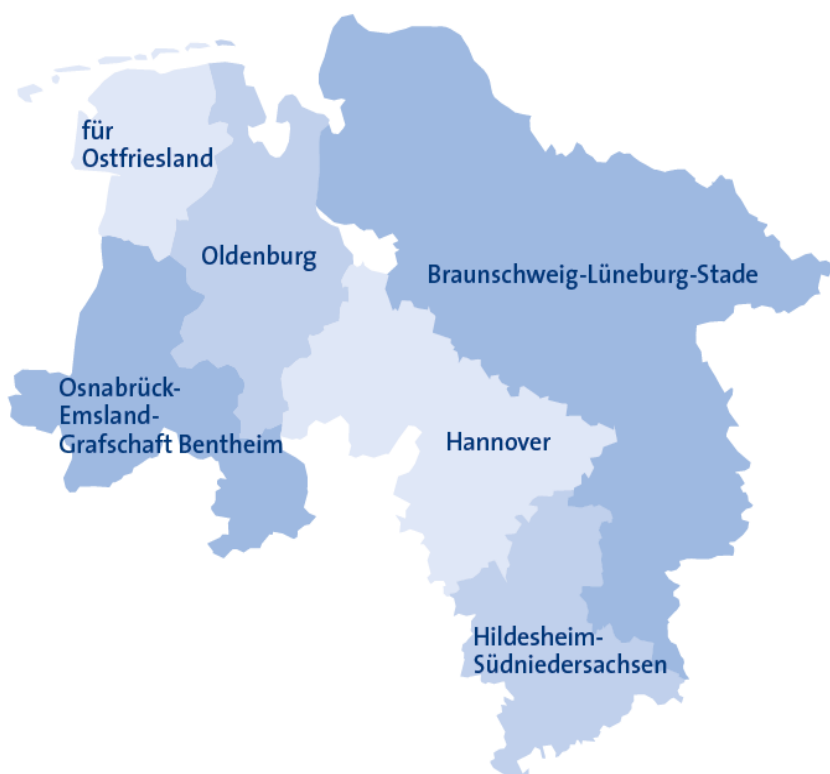 für
Ostfriesland
Oldenburg
Braunschweig-Lüneburg-Stade
Osnabrück-
Emsland-
Grafschaft Bentheim
Hannover
Hildesheim-
Südniedersachsen